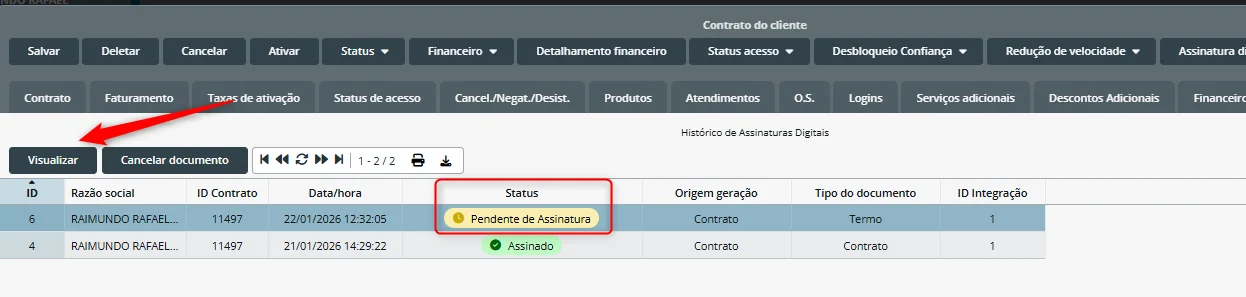 Contrato do cliente
Salvar Deletar Cancelar Ativar Status Financeiro Detalhamento financeiro Status acesso Desbloqueio Confiança Redução de velocidade Assinatura di
Contrato Faturamento Taxas de ativação Status de acesso Cancel./Negat./Desist. Produtos Atendimentos O.S. Logins Serviços adicionais Descontos Adicionais Financeiro
Histórico de Assinaturas Digitais
Visualizar Cancelar documento 1 - 2 / 2
ID Razão social ID Contrato Data/hora Status Origem geração Tipo do documento ID Integração
6 RAIMUNDO RAFAEL... 11497 22/01/2026 12:32:05 Pendente de Assinatura Contrato Termo 1
4 RAIMUNDO RAFAEL... 11497 21/01/2026 14:29:22 Assinado Contrato Contrato 1